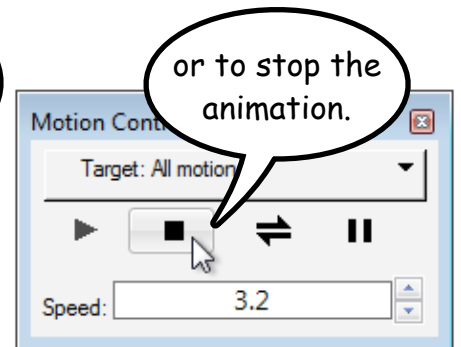 or to stop the
animation.
Motion Cont
Target: All motion
Speed: 3.2